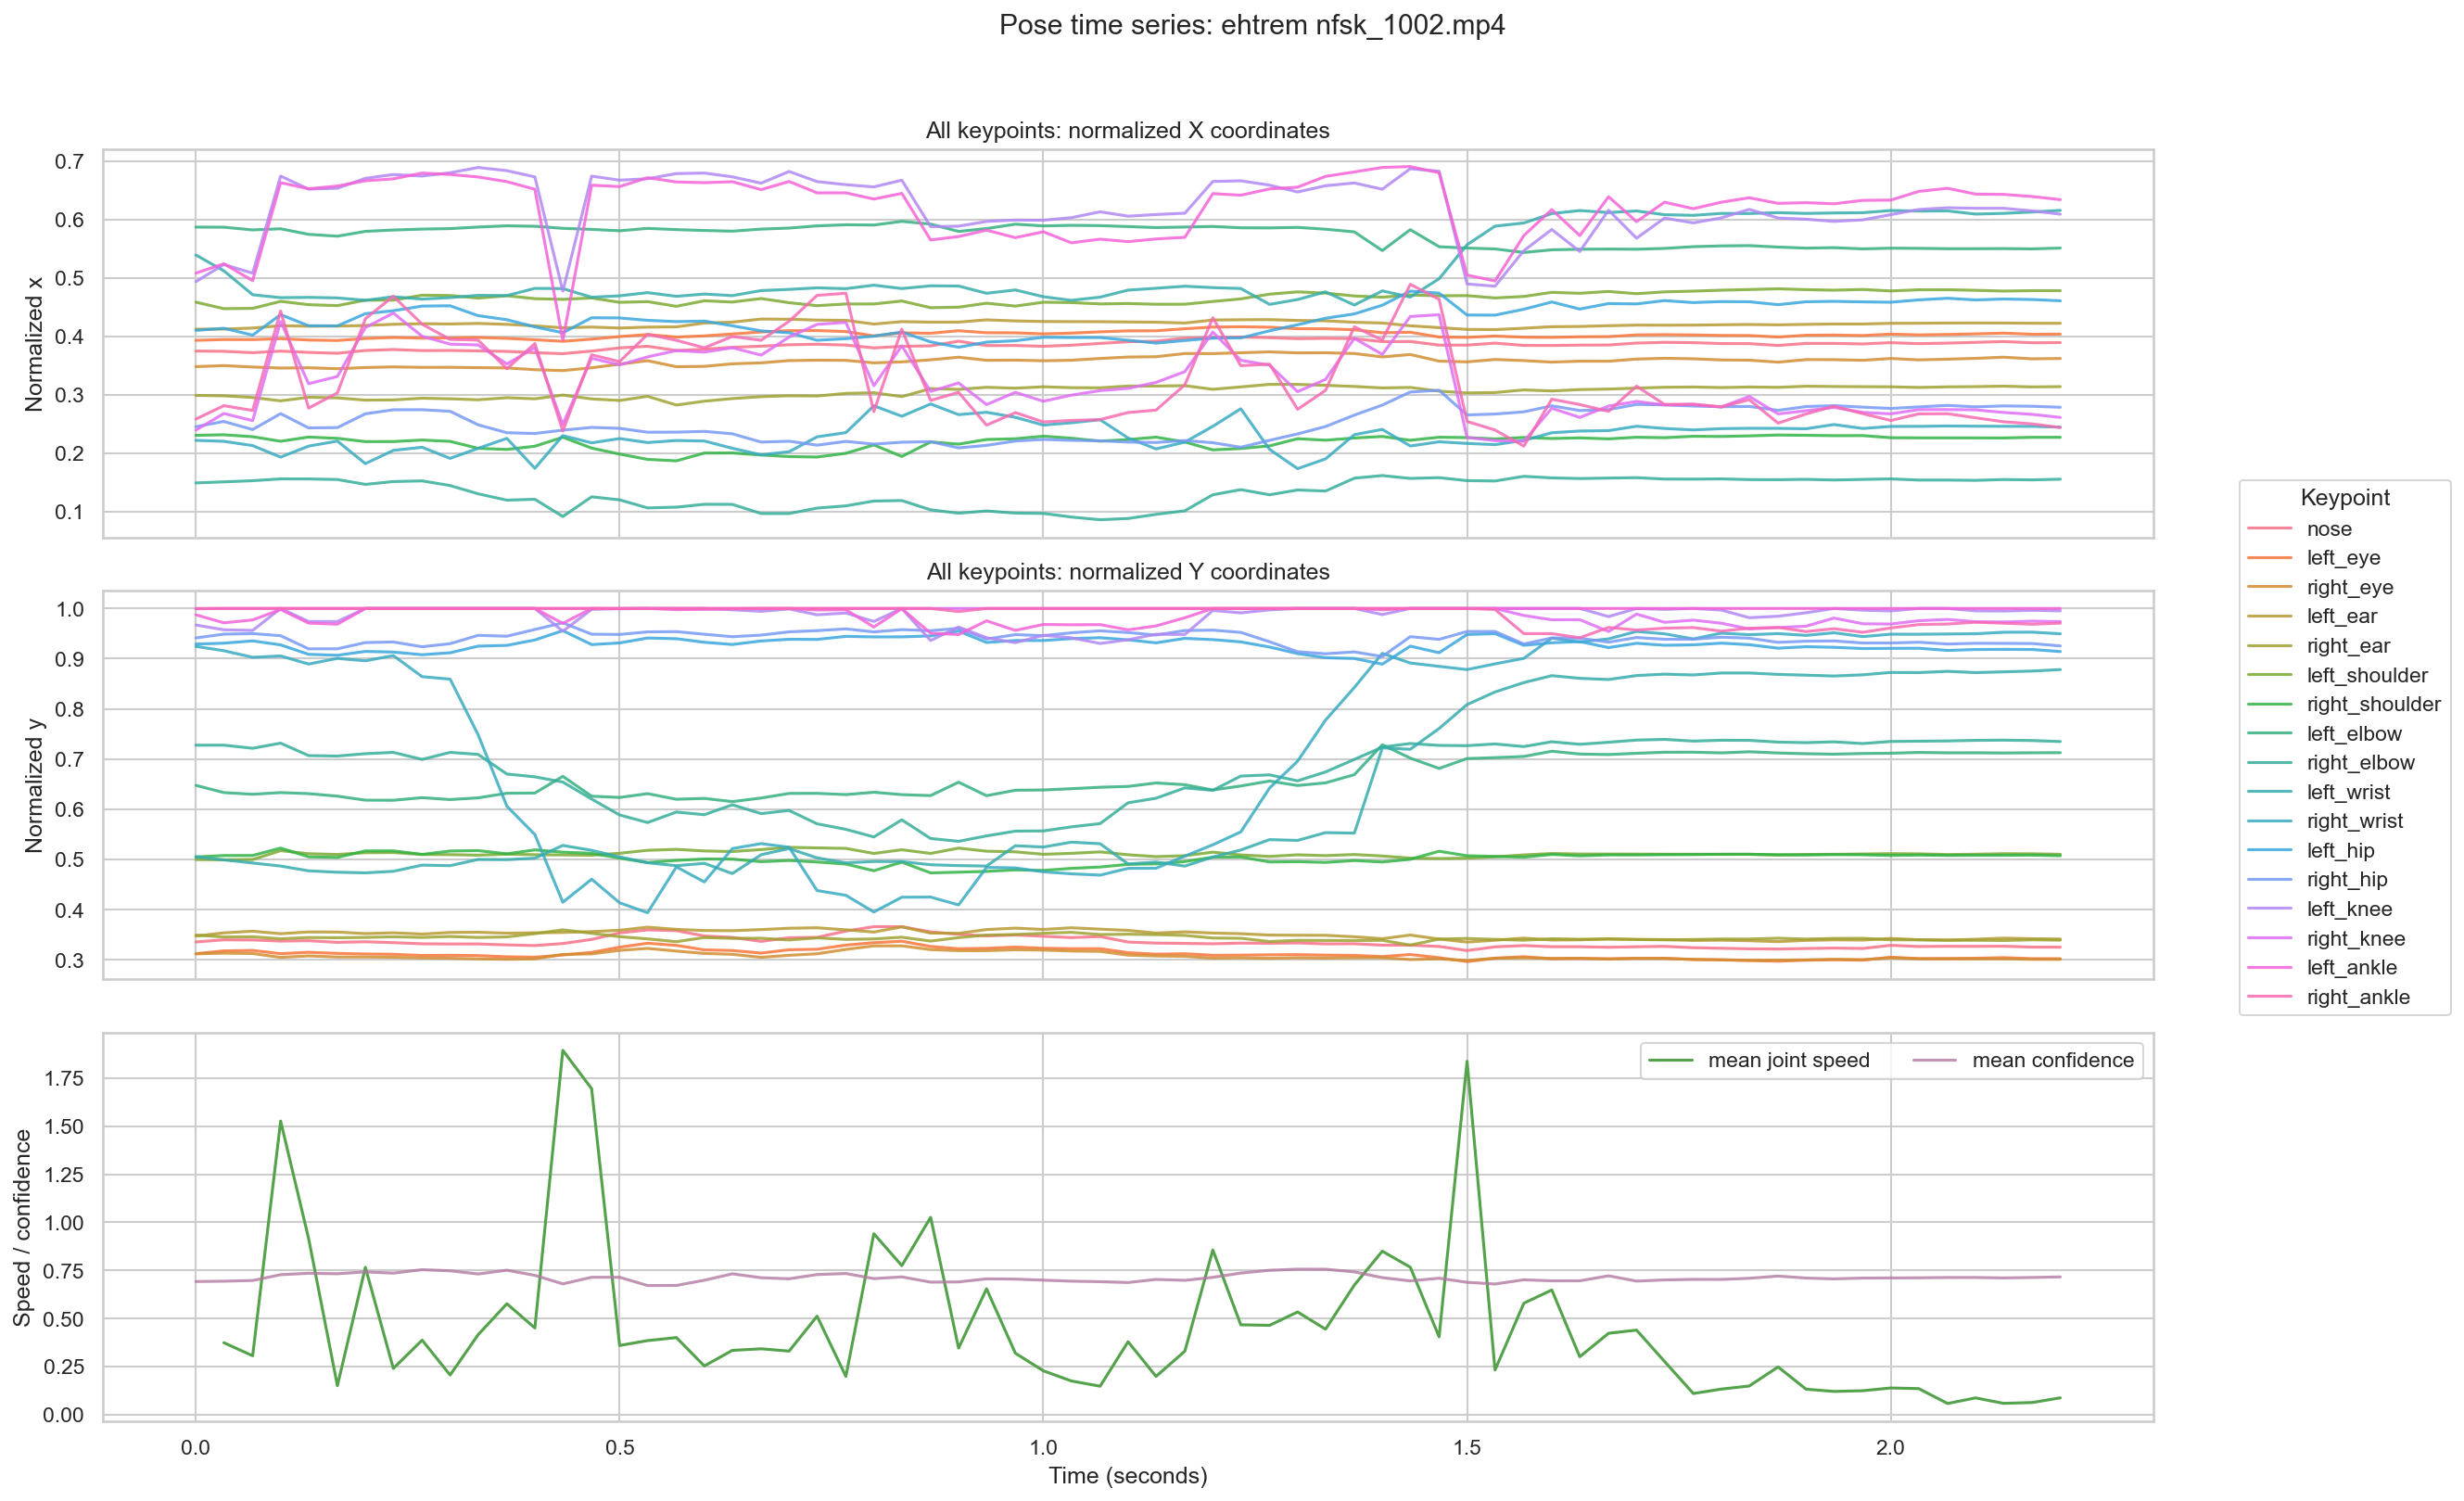 Pose time series: ehtrem nfsk_1002.mp4
All keypoints: normalized X coordinates
Normalized x
0.7
0.6
0.5
0.4
0.3
0.2
0.1
All keypoints: normalized Y coordinates
Normalized y
1.0
0.9
0.8
0.7
0.6
0.5
0.4
0.3
Keypoint
nose
left_eye
right_eye
left_ear
right_ear
left_shoulder
right_shoulder
left_elbow
right_elbow
left_wrist
right_wrist
left_hip
right_hip
left_knee
right_knee
left_ankle
right_ankle
Speed / confidence
1.75
1.50
1.25
1.00
0.75
0.50
0.25
0.00
mean joint speed mean confidence
0.0 0.5 1.0 1.5 2.0
Time (seconds)